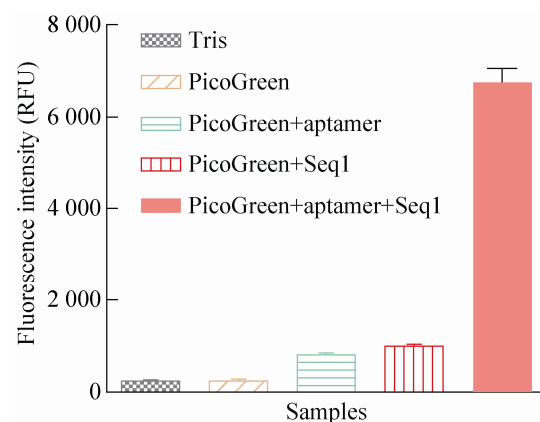 Fluorescence intensity (RFU)
8 000
6 000
4 000
2 000
0
Tris
PicoGreen
PicoGreen+aptamer
PicoGreen+Seq1
PicoGreen+aptamer+Seq1
Samples